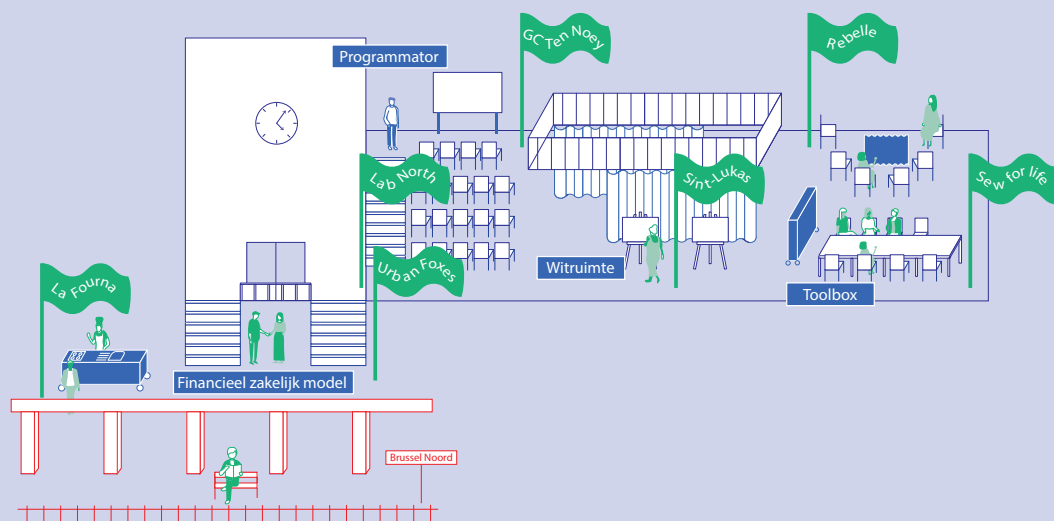 Programmator
GC Ten Noey
Rebelle
Lab North
Sint-Lukas
Sew for life
Urban Foxes
Witruimte
La Fourna
Toolbox
Financieel zakelijk model
Brussel Noord